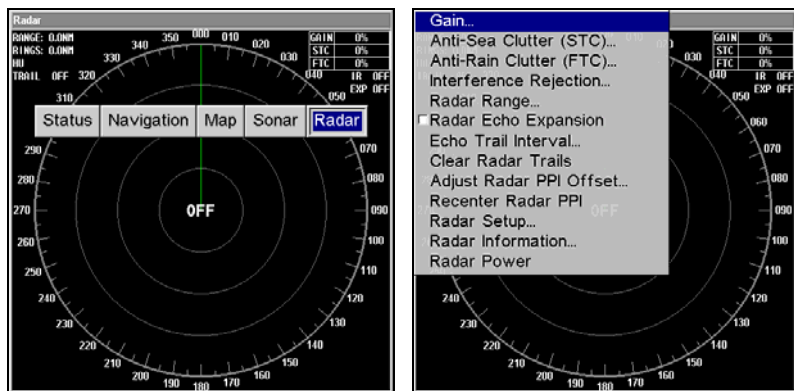 Radar
RANGE: 0.0NM
RINGS: 0.0NM
HU
TRAIL OFF
GAIN 0%
STC 0%
FTC 0%
IR OFF
EXP OFF
000
010
020
030
040
050
070
080
090
100
110
120
130
140
150
160
170
180
190
200
210
220
230
240
250
260
270
280
290
310
320
330
340
350
Status Navigation Map Sonar Radar
OFF
Gain...
Anti-Sea Clutter (STC)...
Anti-Rain Clutter (FTC)...
Interference Rejection...
Radar Range...
Radar Echo Expansion
Echo Trail Interval...
Clear Radar Trails
Adjust Radar PPI Offset...
Recenter Radar PPI
Radar Setup...
Radar Information...
Radar Power
GAIN 0%
STC 0%
FTC 0%
IR OFF
EXP OFF
020
030
040
050
060
070
080
090
100
110
120
130
140
150
160
170
180
190
200
210
220
230
240
OFF